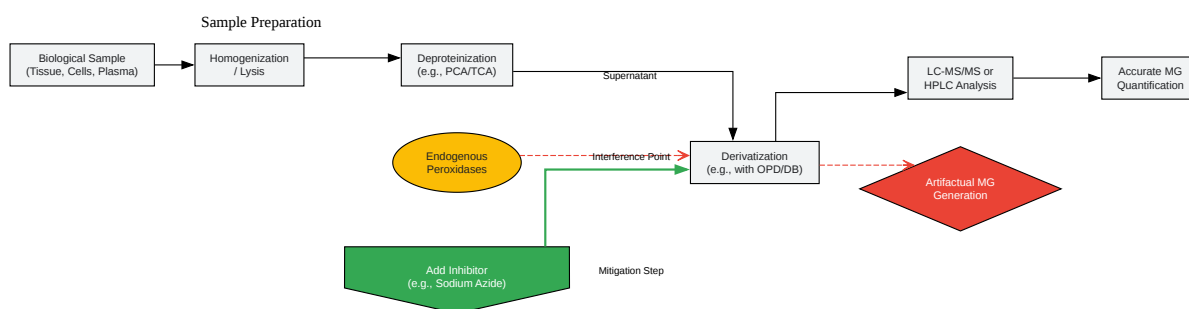 Sample Preparation
Biological Sample
(Tissue, Cells, Plasma)
Homogenization
/ Lysis
Deproteinization
(e.g., PCA/TCA)
Supernatant
LC-MS/MS or
HPLC Analysis
Accurate MG
Quantification
Endogenous
Peroxidases
Interference Point
Derivatization
(e.g., with OPD/DB)
Artifactual MG
Generation
Add Inhibitor
(e.g., Sodium Azide)
Mitigation Step